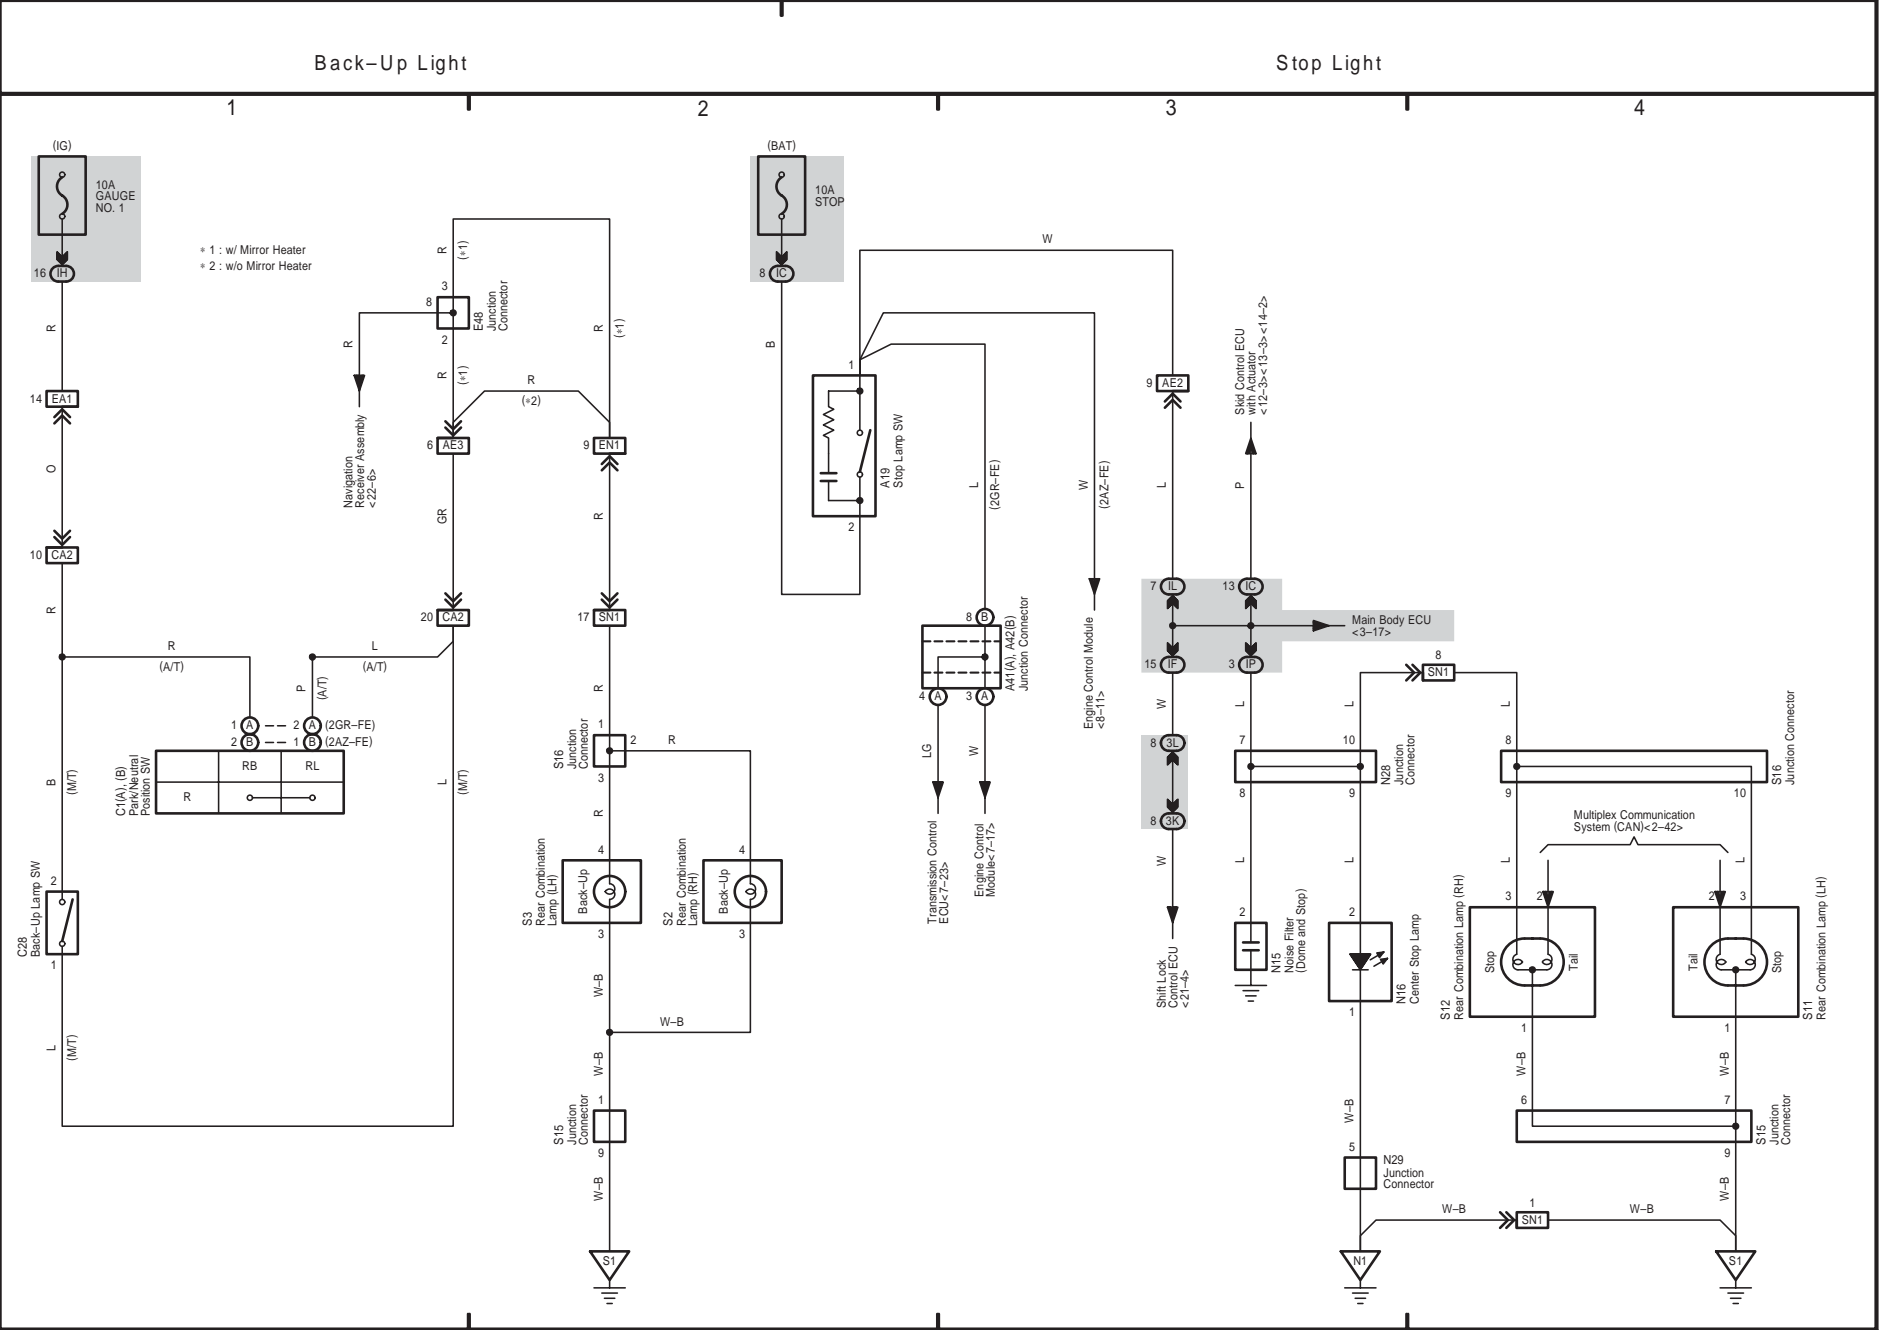 Back–Up Light
Stop Light
1
2
3
4
(IG)
10A
GAUGE
NO. 1
16 IH
R
14 EA1
O
10 CA2
R
R
(A/T)
L
(A/T)
P
(A/T)
1 A 2 A (2GR–FE)
2 B 1 B (2AZ–FE)
C1(A), (B)
Park/Neutral
Position SW
RB RL
R
B
(M/T)
2
C28
Back–Up Lamp SW
1
L
(M/T)
L
(M/T)
∗ 1 : w/ Mirror Heater
∗ 2 : w/o Mirror Heater
R
(∗1)
3
8
E48
Junction
Connector
2
R
Navigation
Receiver Assembly
<22–6>
R
(∗1)
R
(∗2)
R
(∗1)
6 AE3
GR
20 CA2
9 EN1
R
17 SN1
R
1
S16
Junction
Connector
2
R
3
R
4
S3
Rear Combination
Lamp (LH)
Back–Up
3
4
S2
Rear Combination
Lamp (RH)
Back–Up
3
W–B
W–B
W–B
1
S15
Junction
Connector
9
W–B
S1
(BAT)
10A
STOP
8 IC
B
1
A19
Stop Lamp SW
2
W
L
(2GR–FE)
W
(2AZ–FE)
8 B
A41(A), A42(B)
Junction Connector
4 A
3 A
LG
W
Transmission Control
ECU<7–23>
Engine Control
Module<7–17>
Engine Control Module
<8–11>
9 AE2
L
Skid Control ECU
with Actuator
<12–3><13–3><14–2>
P
7 IL
13 IC
Main Body ECU
<3–17>
15 IF
3 IP
W
8 3L
8 3K
W
Shift Lock
Control ECU
<21–4>
L
7
10
N28
Junction
Connector
8
9
L
2
N15
Noise Filter
(Dome and Stop)
L
L
2
N16
Center Stop Lamp
1
W–B
5
N29
Junction
Connector
N1
8
SN1
L
8
S16
Junction Connector
9
10
Multiplex Communication
System (CAN)<2–42>
L
L
3
2
S12
Rear Combination Lamp (RH)
Stop
Tail
1
2
3
S11
Rear Combination Lamp (LH)
Tail
Stop
1
W–B
W–B
6
7
S15
Junction
Connector
9
W–B
W–B
1
SN1
W–B
S1